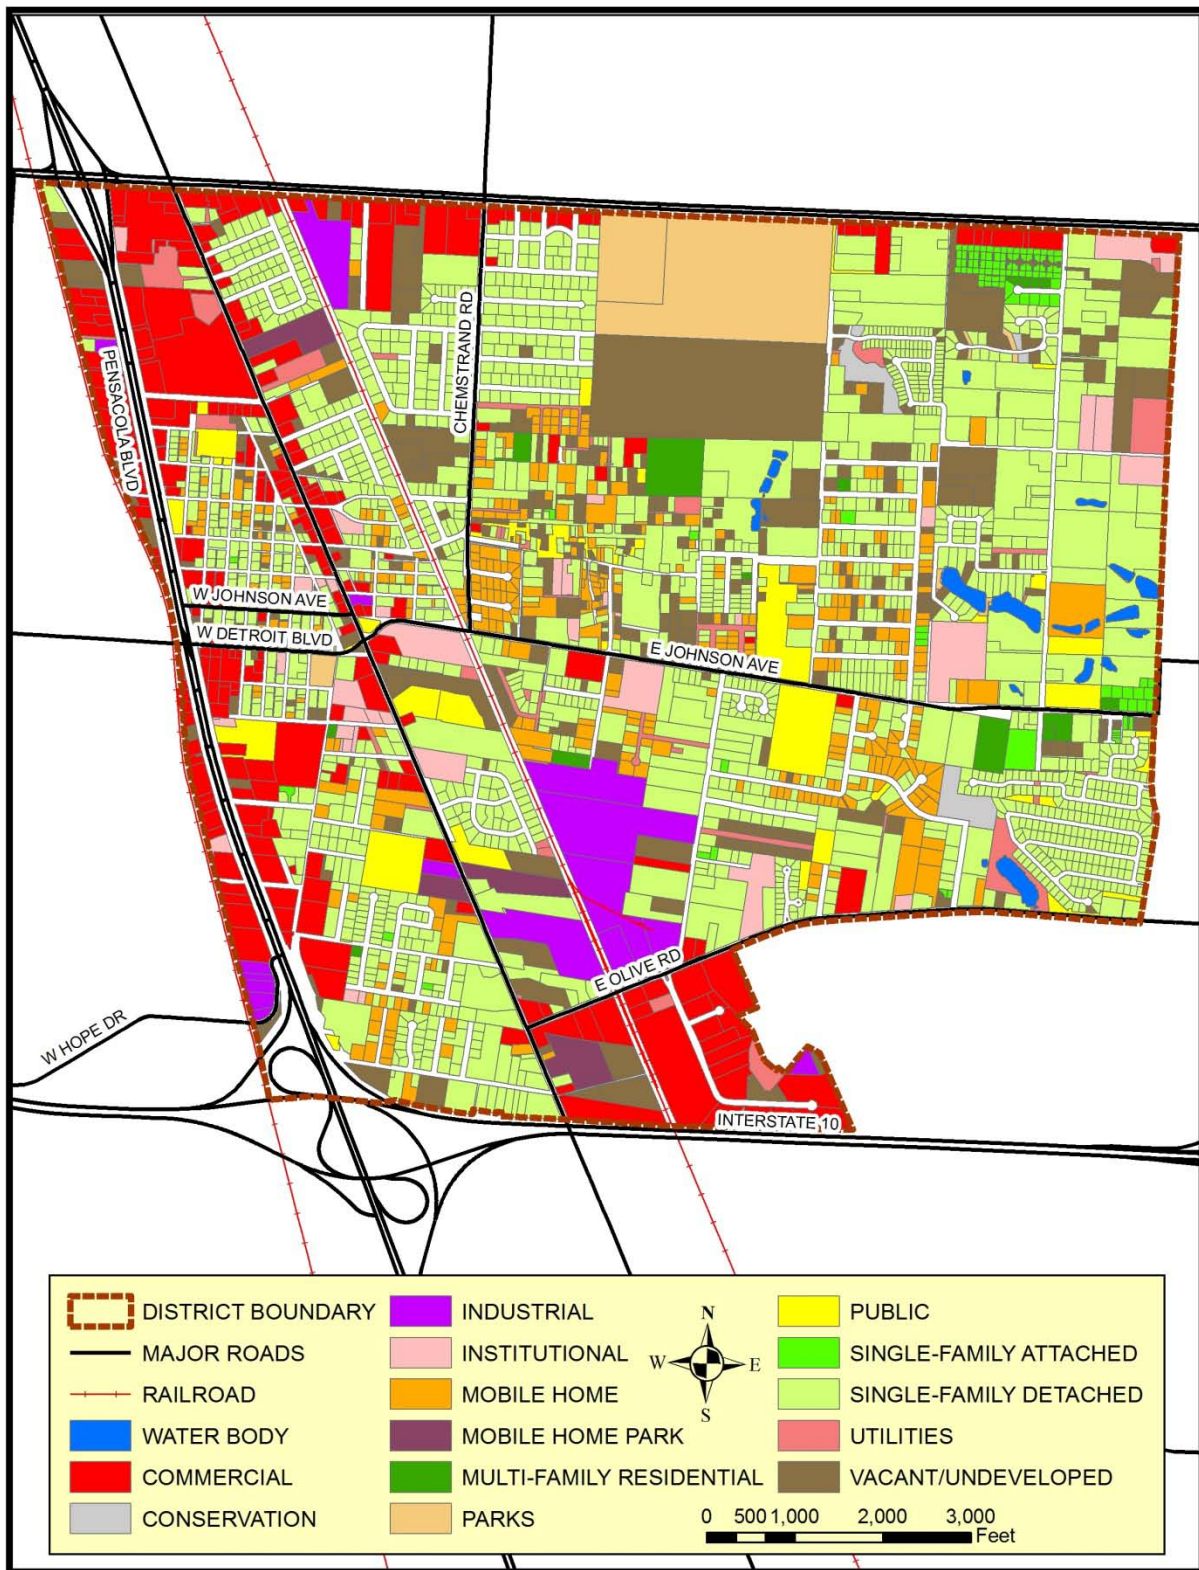 CHEMSTRAND RD
PENSACOLA BLVD
W JOHNSON AVE
W DETROIT BLVD
E JOHNSON AVE
E OLIVE RD
W HOPE DR
INTERSTATE 10
DISTRICT BOUNDARY
MAJOR ROADS
RAILROAD
WATER BODY
COMMERCIAL
CONSERVATION
INDUSTRIAL
INSTITUTIONAL
MOBILE HOME
MOBILE HOME PARK
MULTI-FAMILY RESIDENTIAL
PARKS
N
W E
S
PUBLIC
SINGLE-FAMILY ATTACHED
SINGLE-FAMILY DETACHED
UTILITIES
VACANT/UNDEVELOPED
0 500 1,000 2,000 3,000
Feet